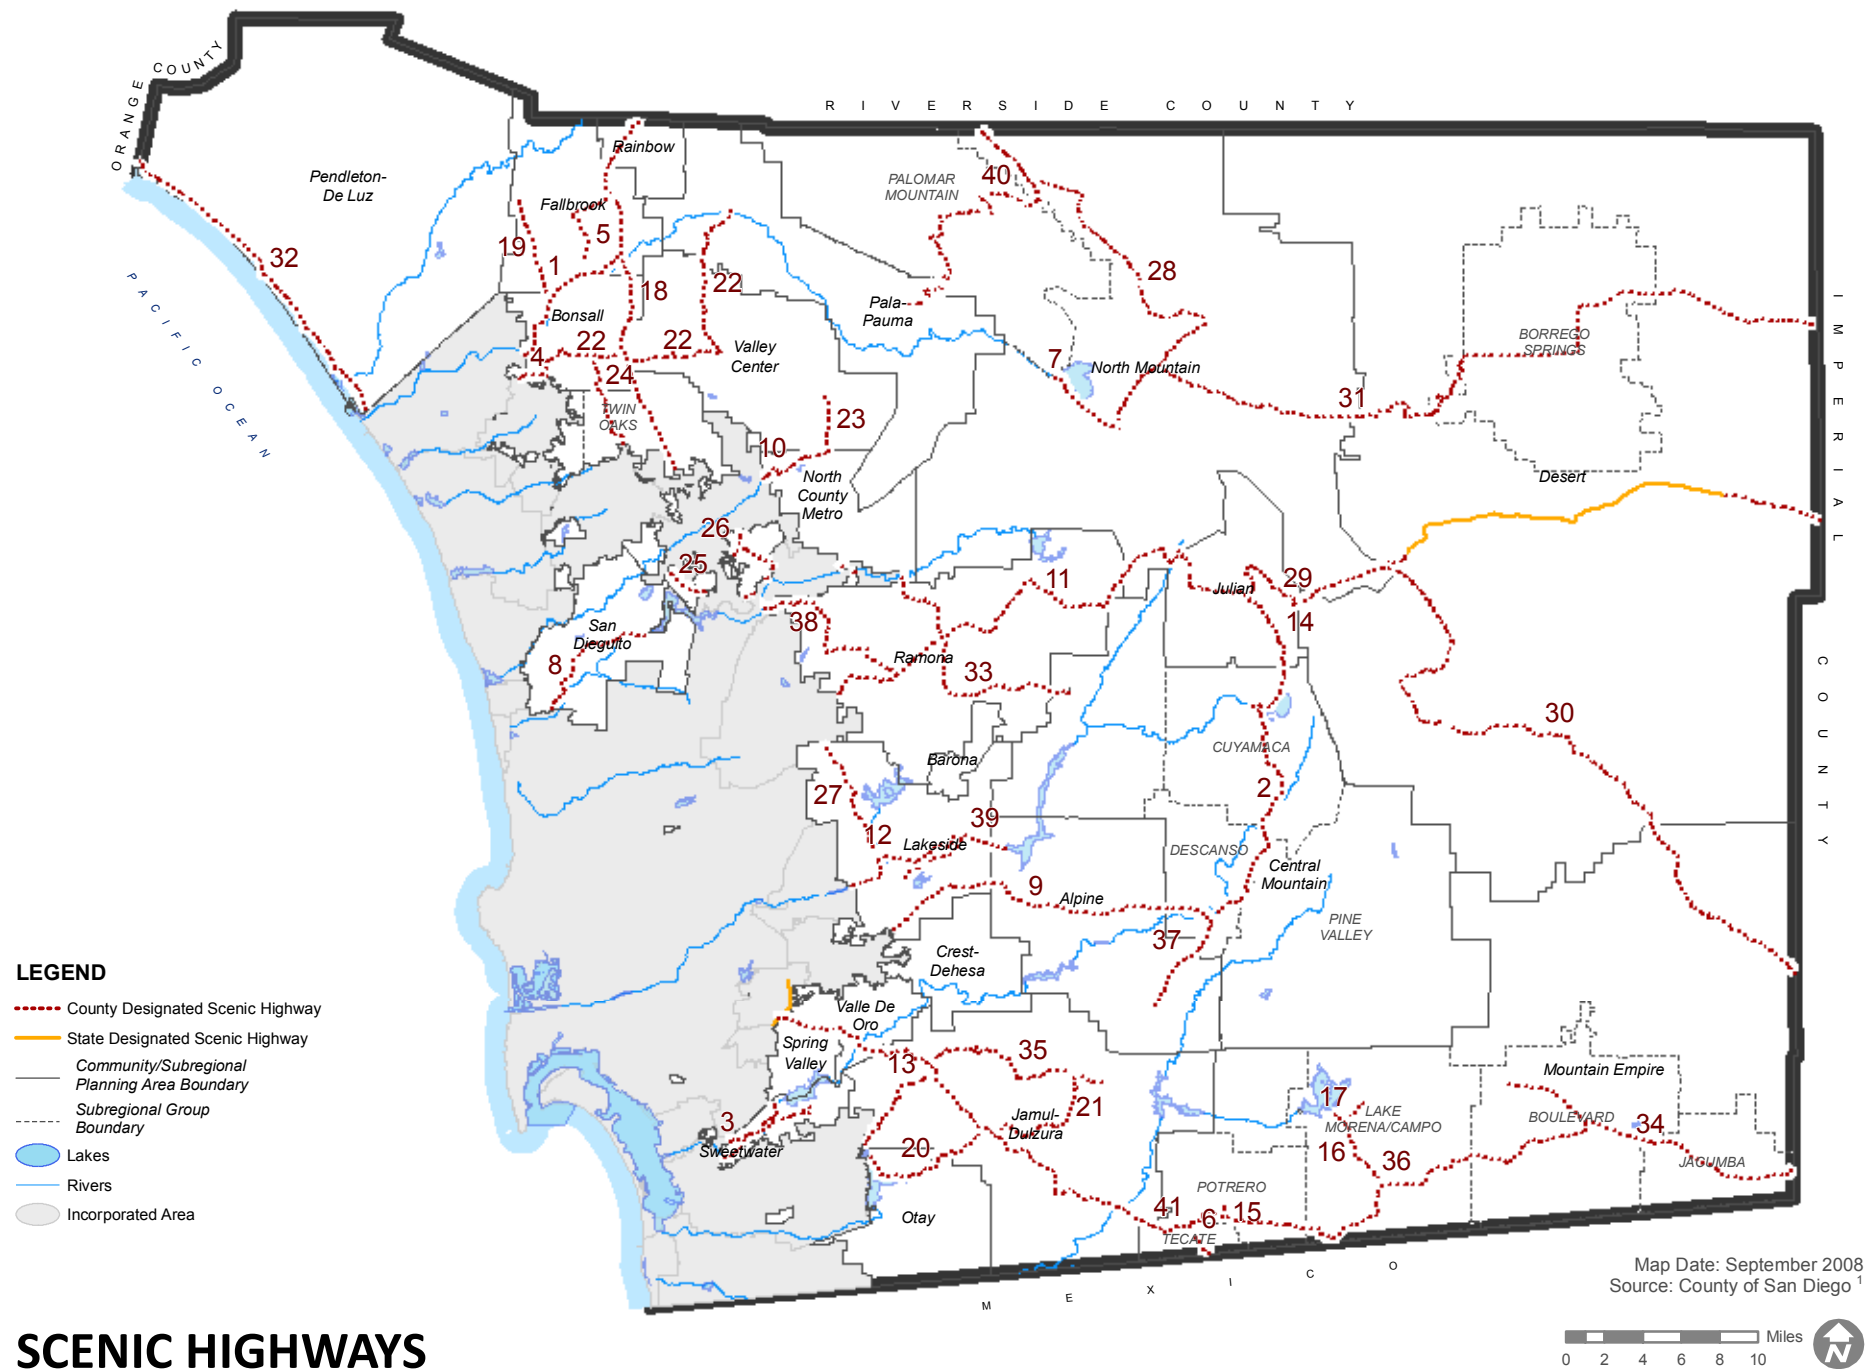 ORANGE COUNTY
RIVERSIDE COUNTY
Rainbow
40
PALOMAR
MOUNTAIN
Pendleton-
De Luz
Fallbrook
5
19
1
32
28
18
22
PACIFIC OCEAN
Bonsall
Pala-
Pauma
22
22
4
Valley
Center
7
North Mountain
BORREGO
SPRINGS
IMPERIAL
24
TWIN
OAKS
31
23
10
North
County
Metro
Desert
26
25
11
Julian
29
14
38
San
Dieguito
8
Ramona
33
COUNTY
30
CUYAMACA
Barona
2
27
39
12
Lakeside
DESCANSO
Central
Mountain
9
Alpine
PINE
VALLEY
37
Crest-
Dehesa
Valle De
Oro
Spring
Valley
13
35
Mountain Empire
17
21
Jamul-
Dulzura
LAKE
MORENA/CAMPO
BOULEVARD
34
3
Sweetwater
20
16
36
JACUMBA
POTRERO
41
6
15
Otay
TECATE
MEXICO
LEGEND
County Designated Scenic Highway
State Designated Scenic Highway
Community/Subregional
Planning Area Boundary
Subregional Group
Boundary
Lakes
Rivers
Incorporated Area
Map Date: September 2008
Source: County of San Diego 1
SCENIC HIGHWAYS
Miles
0 2 4 6 8 10
N